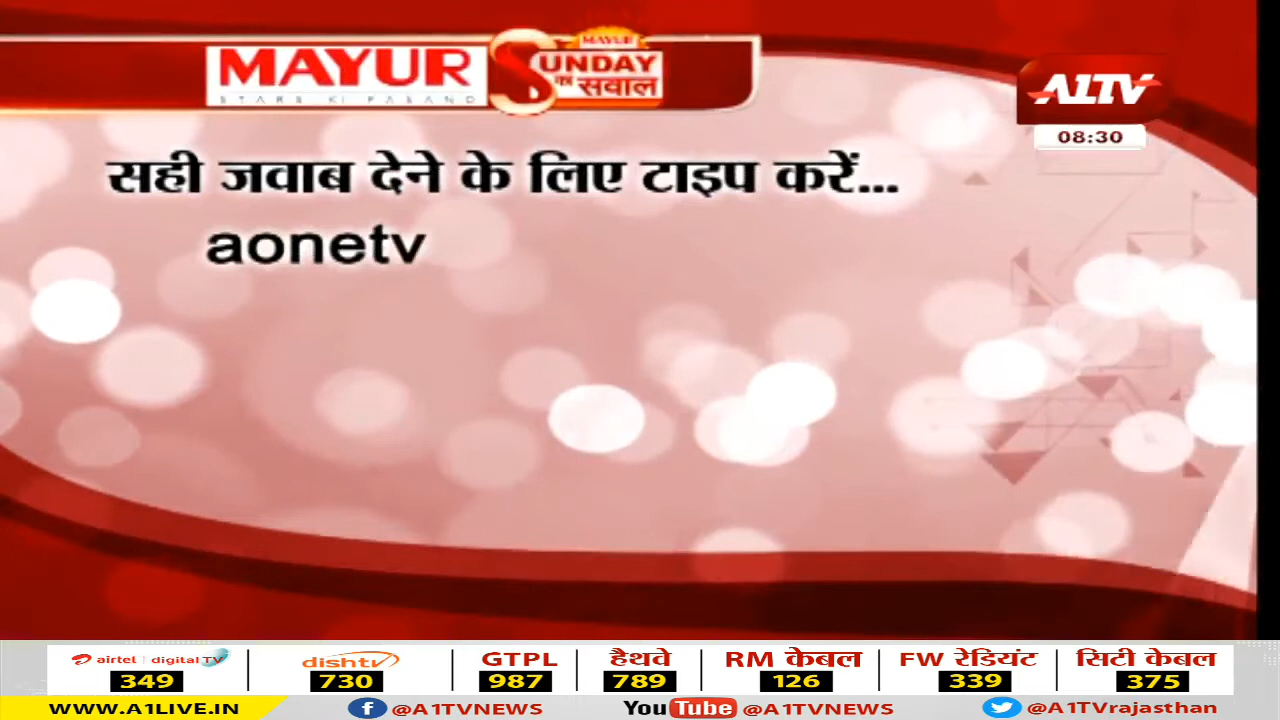 MAYUR
STARS KI PASAND
MAYUR
SUNDAY
का सवाल
A1TV
08:30
सही जवाब देने के लिए टाइप करें...
aonetv
airtel | digital TV
349
dishtv
730
GTPL
987
हैथवे
789
RM केबल
126
FW रेडियंट
339
सिटी केबल
375
WWW.A1LIVE.IN
f @A1TVNEWS
YouTube @A1TVNEWS
@A1TVrajasthan